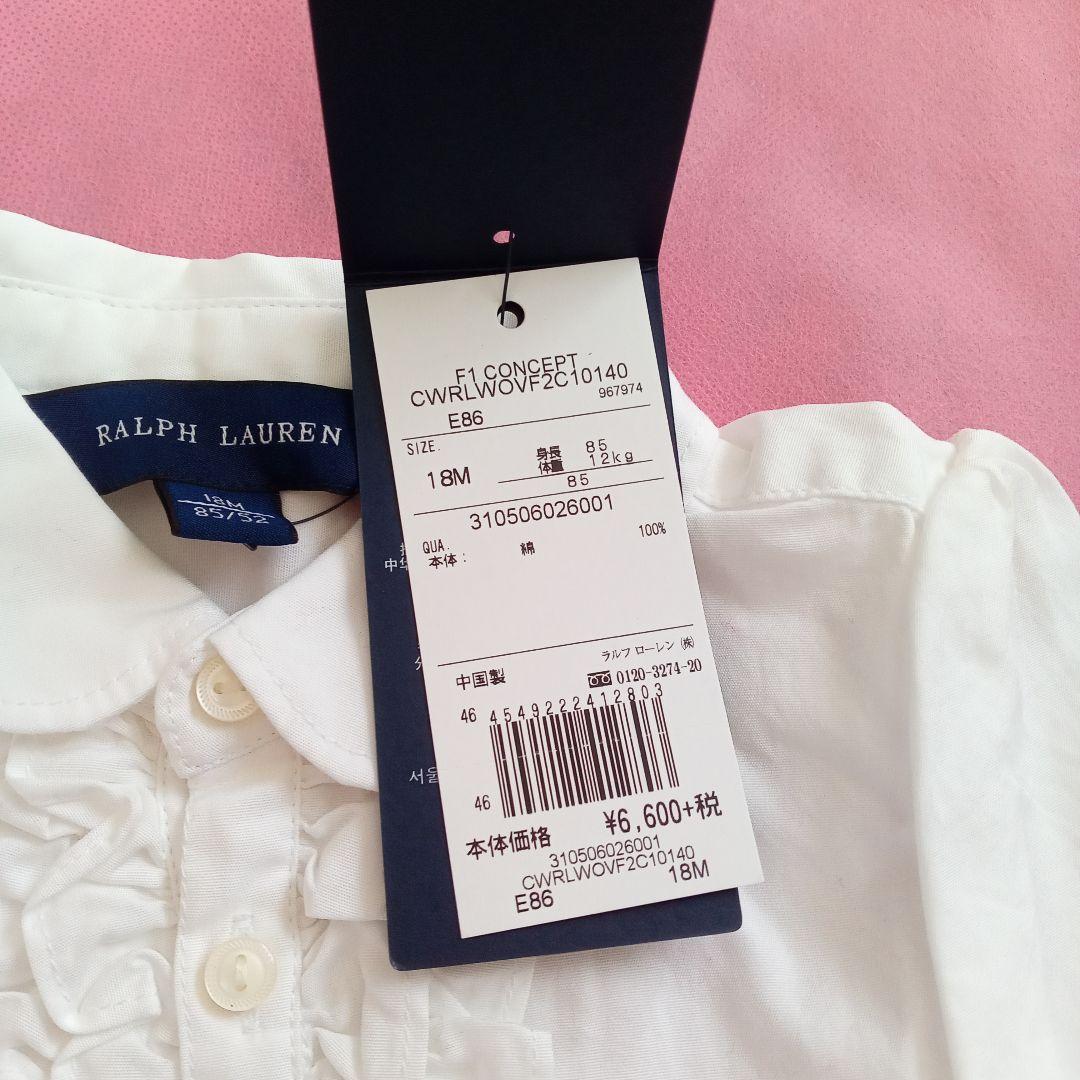 RALPH LAUREN
18M
85/52
F1 CONCEPT
CWRLWOVF2C10140
967974
E86
SIZE.
18M
身長 85
体重 12kg
85
310506026001
QUA.
本体: 綿 100%
ラルフ ローレン ㈱
中国製 0120-3274-20
46 4549222412803
46
本体価格 ¥6,600+税
310506026001
CWRLWOVF2C10140
E86 18M
서울